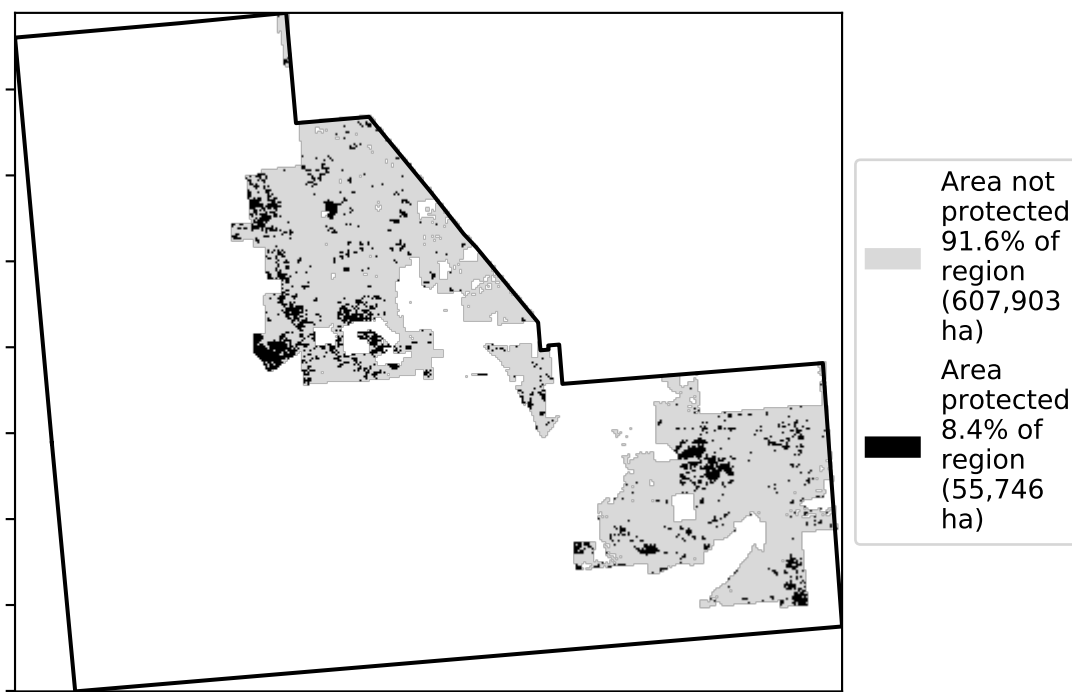 Area not
protected
91.6% of
region
(607,903
ha)
Area
protected
8.4% of
region
(55,746
ha)